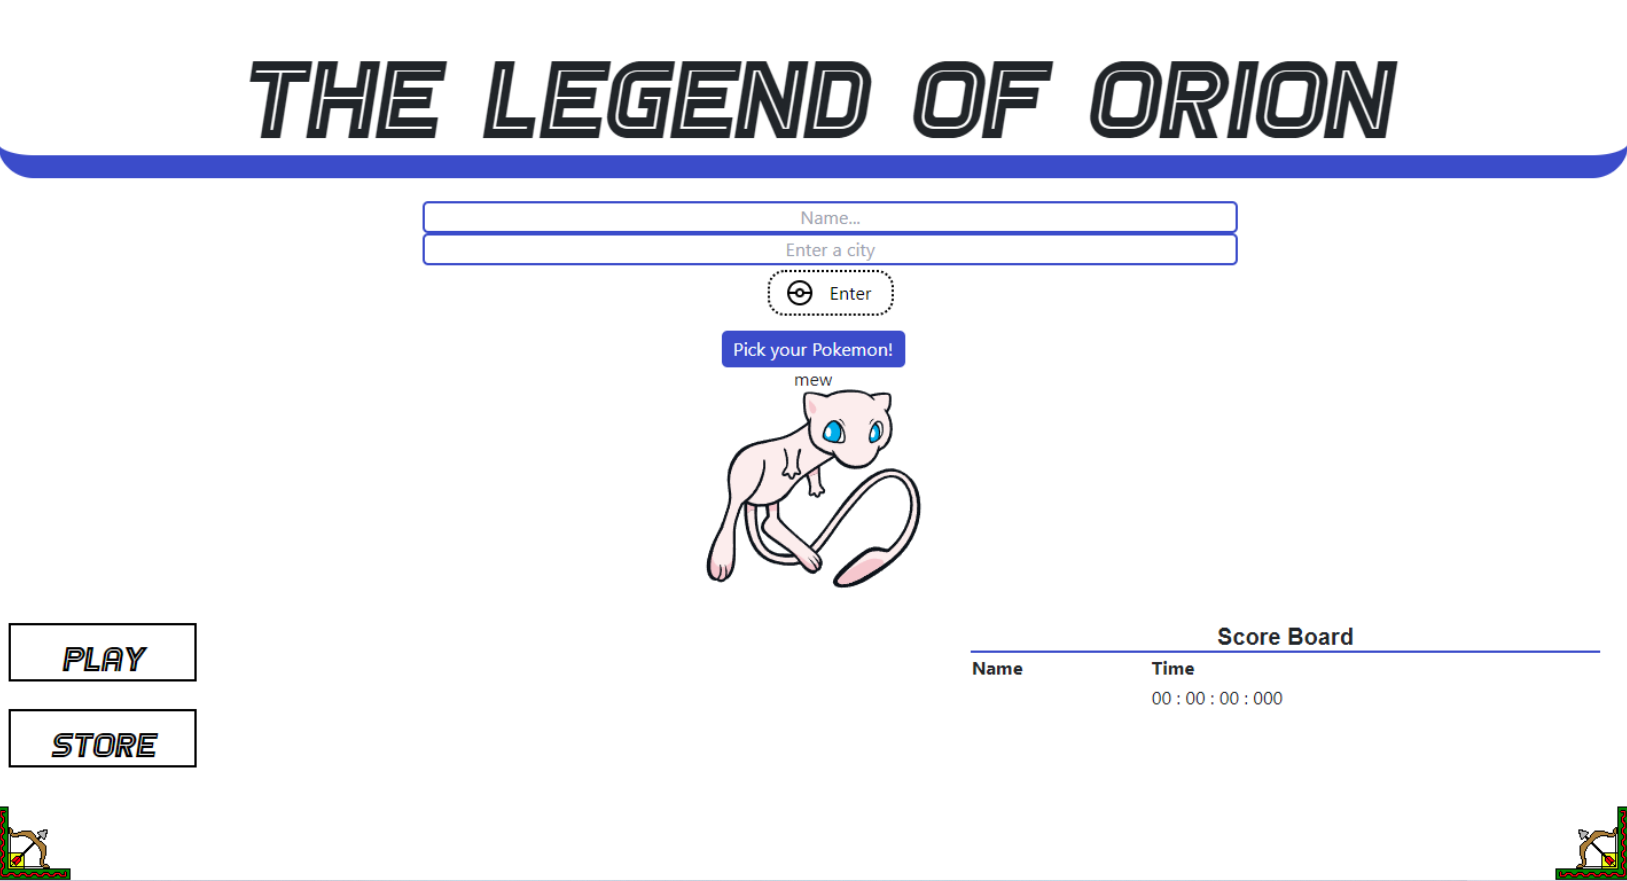 THE LEGEND OF ORION
Name...
Enter a city
Enter
Pick your Pokemon!
mew
PLAY
STORE
Score Board
Name Time
00 : 00 : 00 : 000